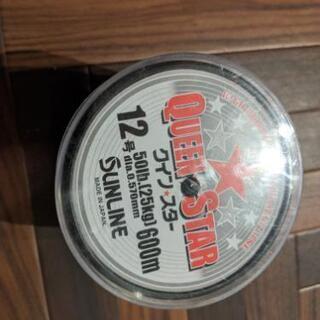 QUEEN STAR
クイン★スター
12号
50lb.[25kg] 600m
dia.0.570mm
SUNLINE
MADE IN JAPAN